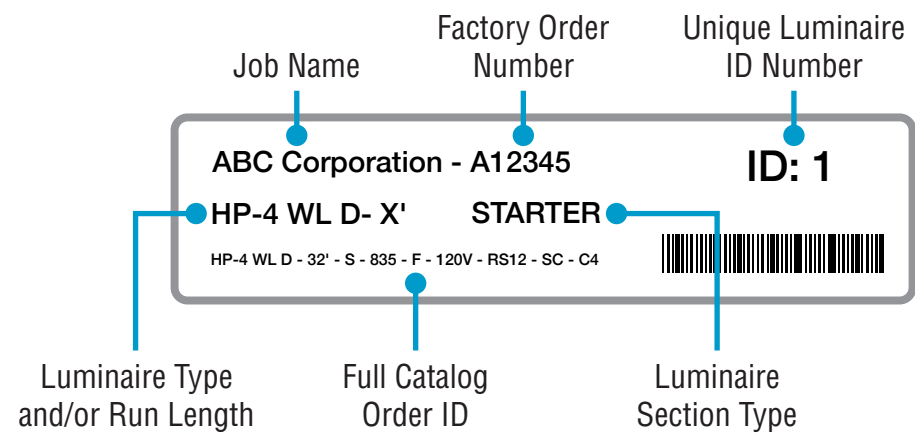 Factory Order
Number
Unique Luminaire
ID Number
Job Name
ABC Corporation - A12345
ID: 1
HP-4 WL D- X'
STARTER
HP-4 WL D - 32' - S - 835 - F - 120V - RS12 - SC - C4
Luminaire Type
and/or Run Length
Full Catalog
Order ID
Luminaire
Section Type